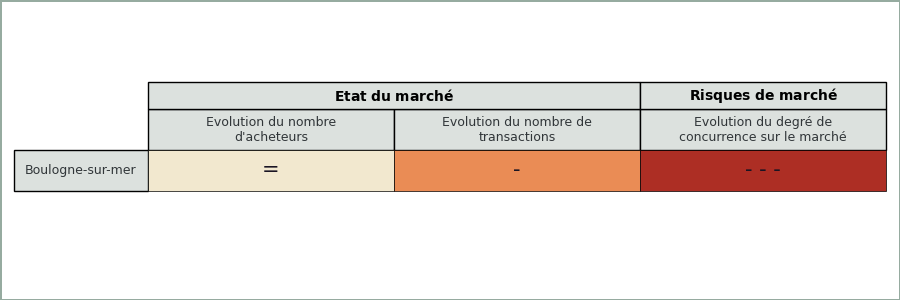 Etat du marché
Risques de marché
Evolution du nombre
d'acheteurs
Evolution du nombre de
transactions
Evolution du degré de
concurrence sur le marché
Boulogne-sur-mer
=
-
- - -